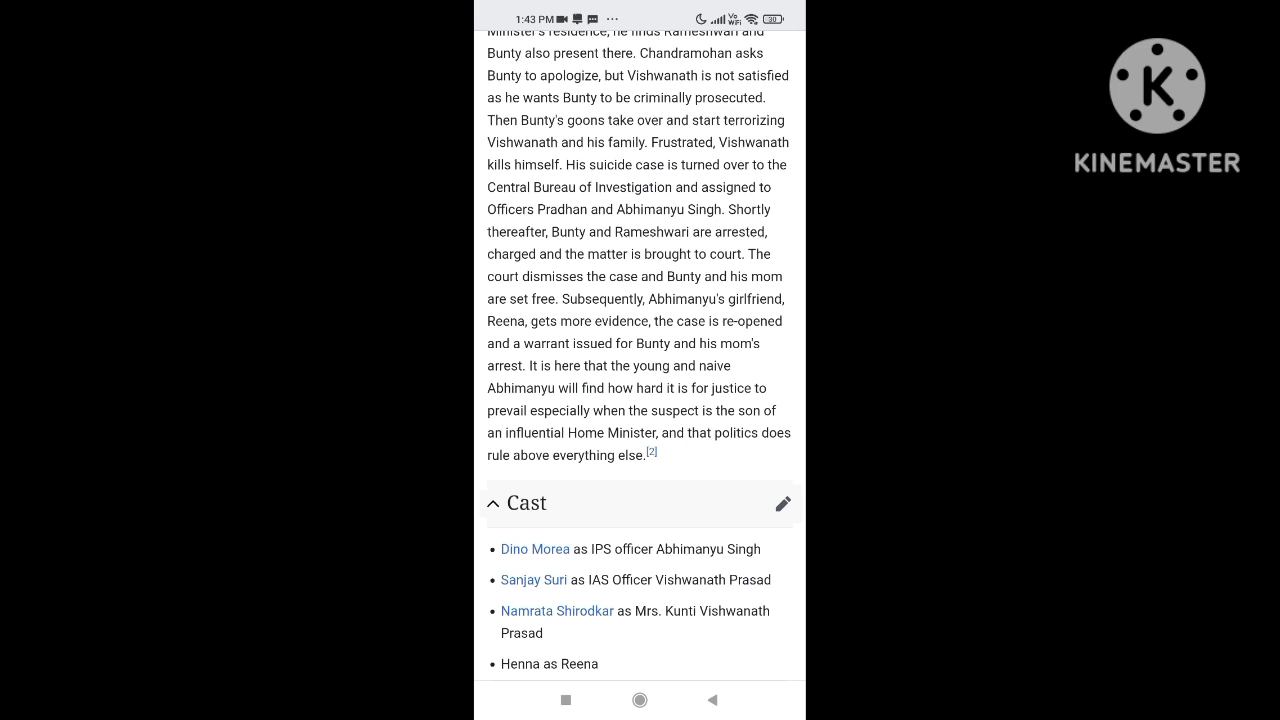 1:43 PM
Vo
WiFi
30
Minister's residence, he finds Rameshwari and
Bunty also present there. Chandramohan asks
Bunty to apologize, but Vishwanath is not satisfied
as he wants Bunty to be criminally prosecuted.
Then Bunty's goons take over and start terrorizing
Vishwanath and his family. Frustrated, Vishwanath
kills himself. His suicide case is turned over to the
Central Bureau of Investigation and assigned to
Officers Pradhan and Abhimanyu Singh. Shortly
thereafter, Bunty and Rameshwari are arrested,
charged and the matter is brought to court. The
court dismisses the case and Bunty and his mom
are set free. Subsequently, Abhimanyu's girlfriend,
Reena, gets more evidence, the case is re-opened
and a warrant issued for Bunty and his mom's
arrest. It is here that the young and naive
Abhimanyu will find how hard it is for justice to
prevail especially when the suspect is the son of
an influential Home Minister, and that politics does
rule above everything else.[2]
Cast
• Dino Morea as IPS officer Abhimanyu Singh
• Sanjay Suri as IAS Officer Vishwanath Prasad
• Namrata Shirodkar as Mrs. Kunti Vishwanath
Prasad
• Henna as Reena
K
KINEMASTER